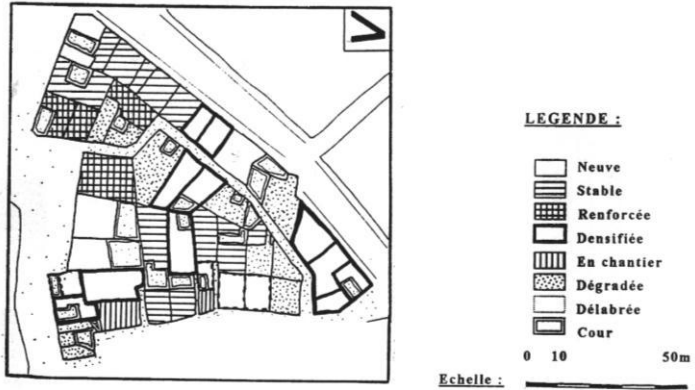 LEGENDE :
Neuve
Stable
Renforcée
Densifiée
En chantier
Dégradée
Délabrée
Cour
0 10 50m
Echelle :